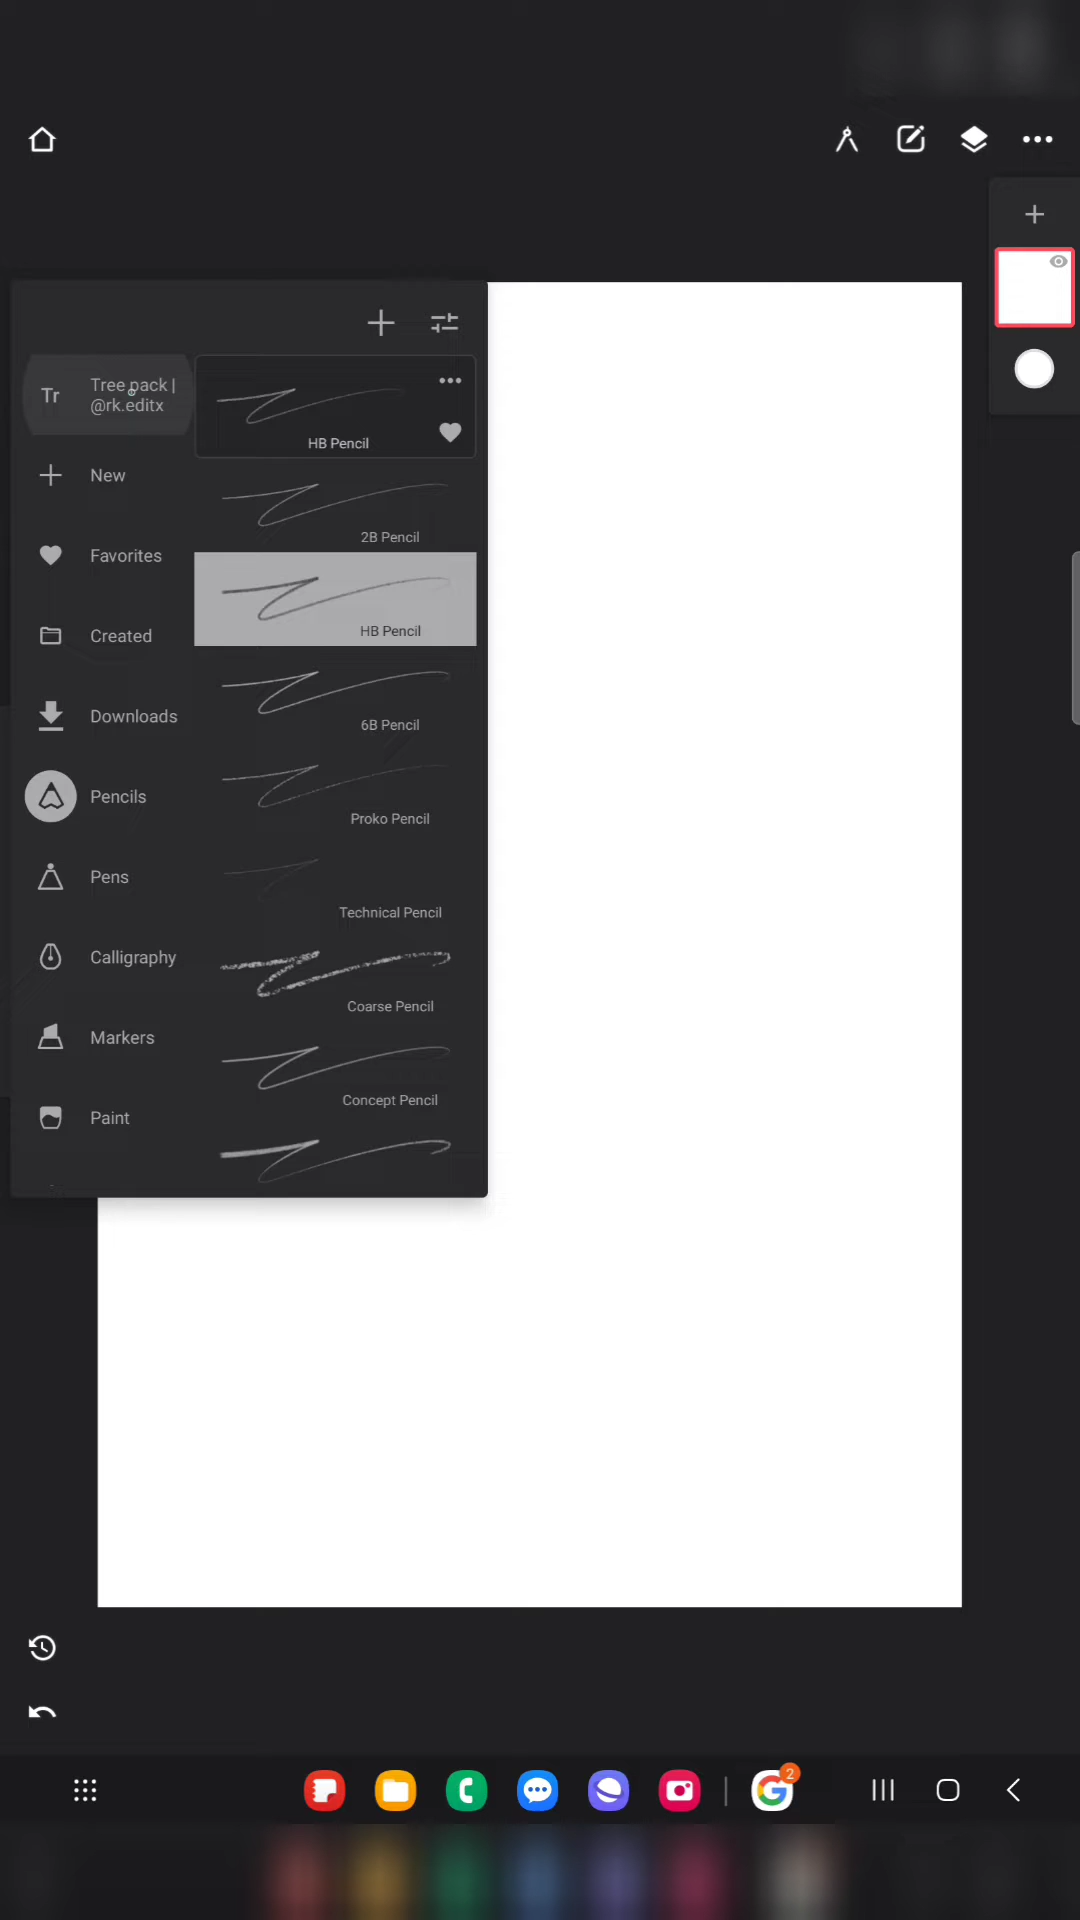 Tr
Tree pack |
@rk.editx
New
Favorites
Created
Downloads
Pencils
Pens
Calligraphy
Markers
Paint
HB Pencil
2B Pencil
HB Pencil
6B Pencil
Proko Pencil
Technical Pencil
Coarse Pencil
Concept Pencil
2